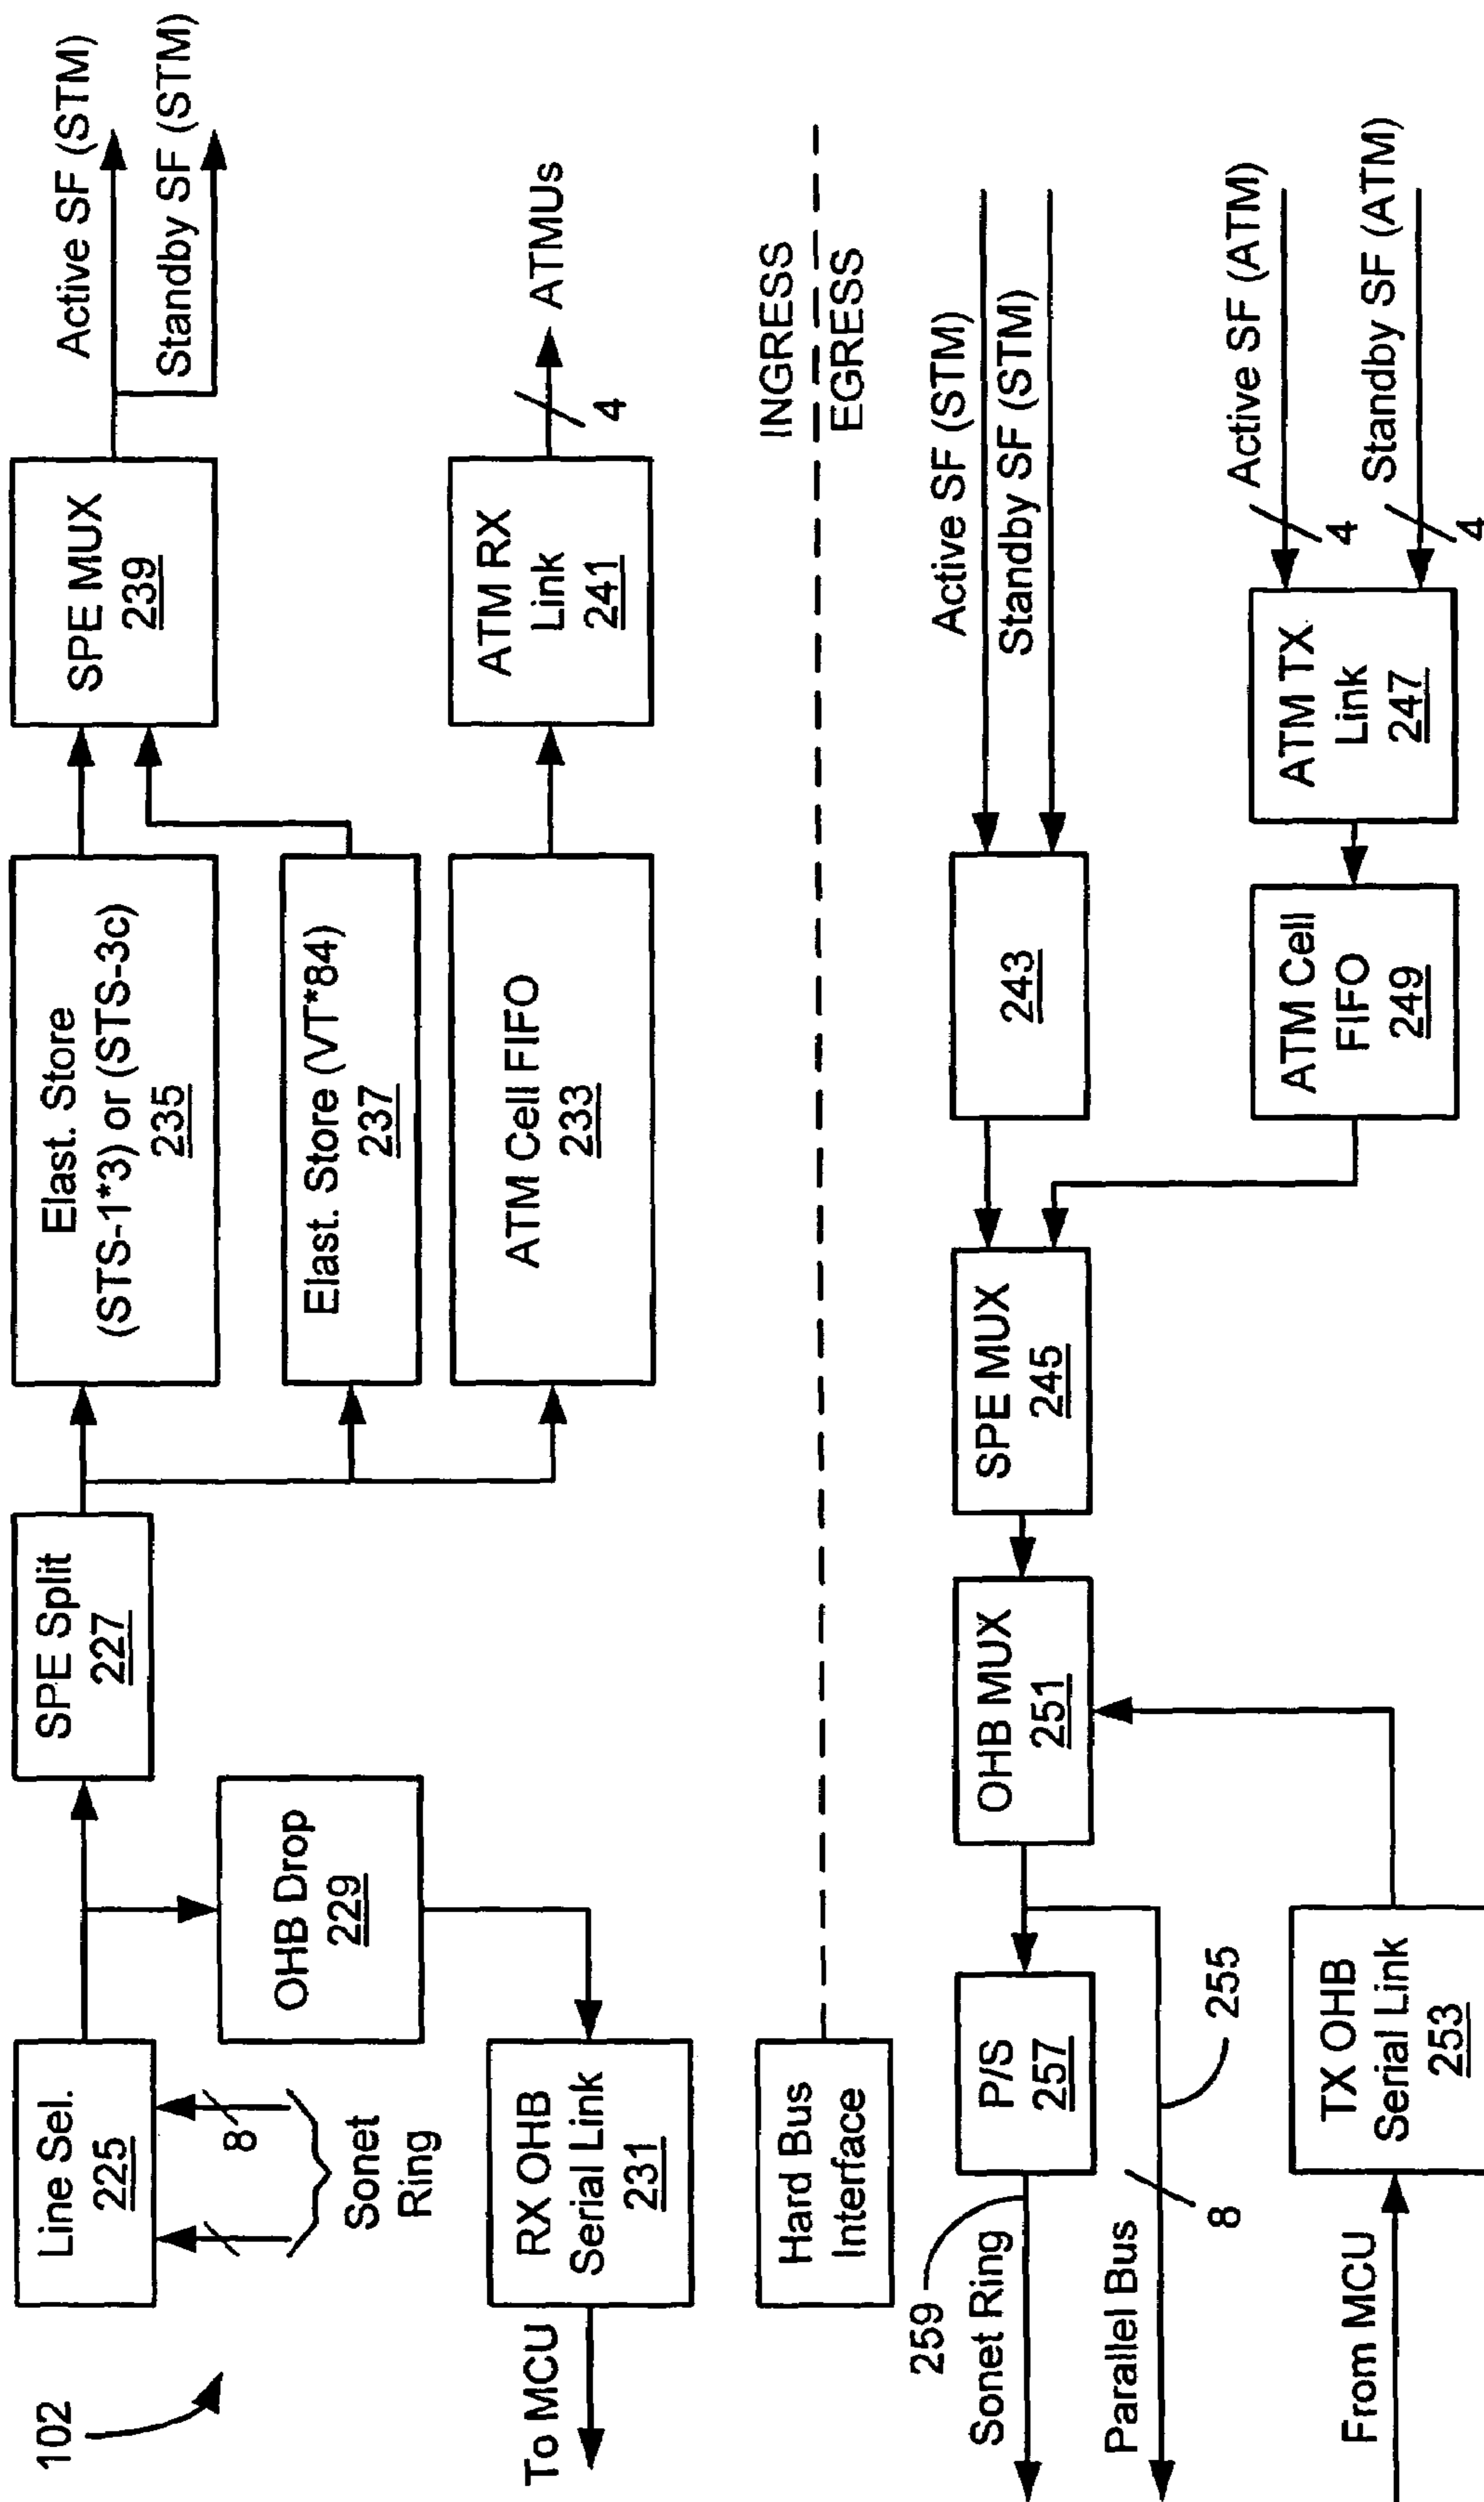 102
Line Sel.
225
8
Sonet
Ring
OHB Drop
229
RX OHB
Serial Link
231
To MCU
SPE Split
227
Elast. Store
(STS-1*3) or (STS-3c)
235
Elast. Store (VT*84)
237
ATM Cell FIFO
233
SPE MUX
239
Active SF (STM)
Standby SF (STM)
ATM RX
Link
241
4
ATMUs
Hard Bus
Interface
INGRESS
EGRESS
259
Sonet Ring
Parallel Bus
8
255
P/S
257
From MCU
TX OHB
Serial Link
253
OHB MUX
251
SPE MUX
245
243
Active SF (STM)
Standby SF (STM)
ATM Cell
FIFO
249
ATM TX
Link
247
4
Active SF (ATM)
4
Standby SF (ATM)